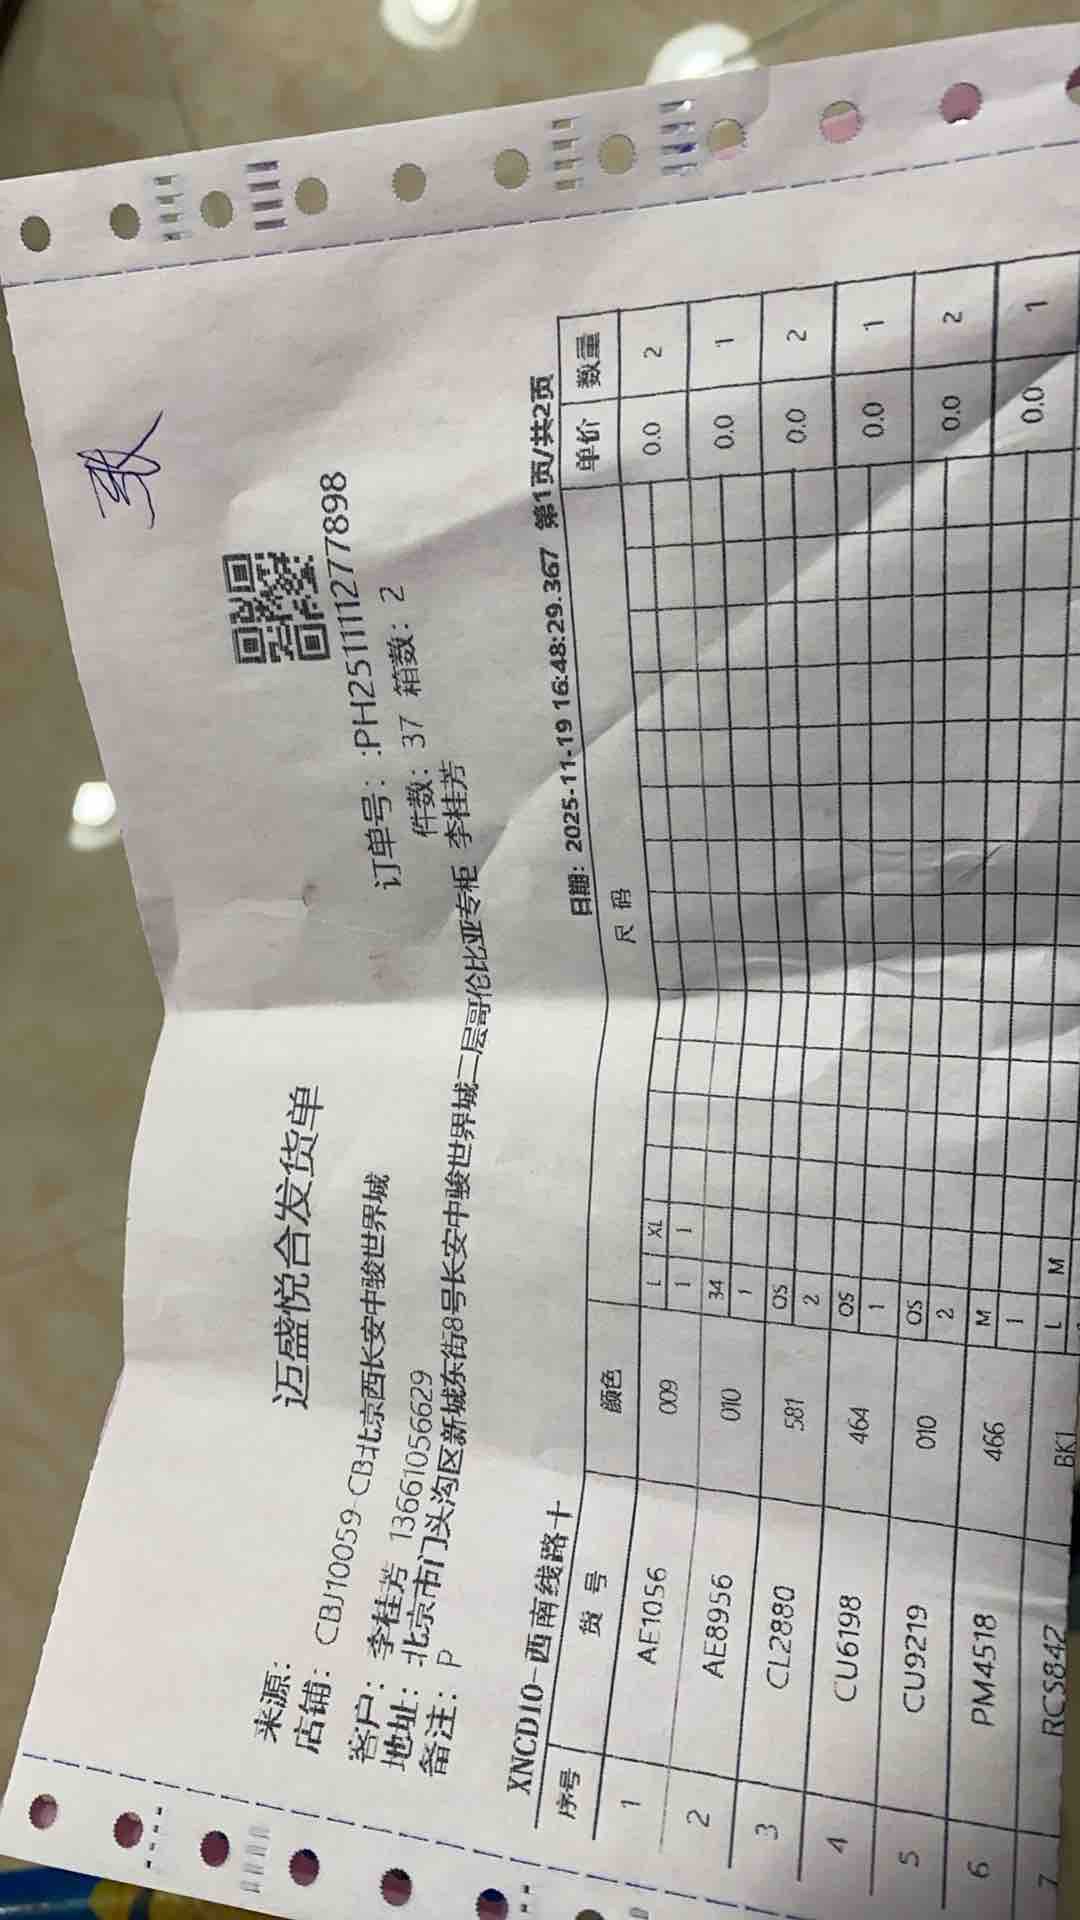 迈盛悦合发货单
来源：
店铺： CBJ10059-CB北京西长安中骏世界城
订单号：:PH251111277898
客户：李桂芳 13661056629
件数：37 箱数：2
地址：北京市门头沟区新城东街8号长安中骏世界城二层哥伦比亚专柜 李桂芳
备注：P
XNCD10-西南线路十
日期：2025-11-19 16:48:29.367 第1页/共2页
序号 货号 颜色 尺码 单价 数量
L XL
1 AE1056 009 1 1 0.0 2
34
2 AE8956 010 1 0.0 1
OS
3 CL2880 581 2 0.0 2
OS
4 CU6198 464 1 0.0 1
OS
5 CU9219 010 2 0.0 2
M
6 PM4518 466 1 0.0 1
L M
7 RCS842 BK1